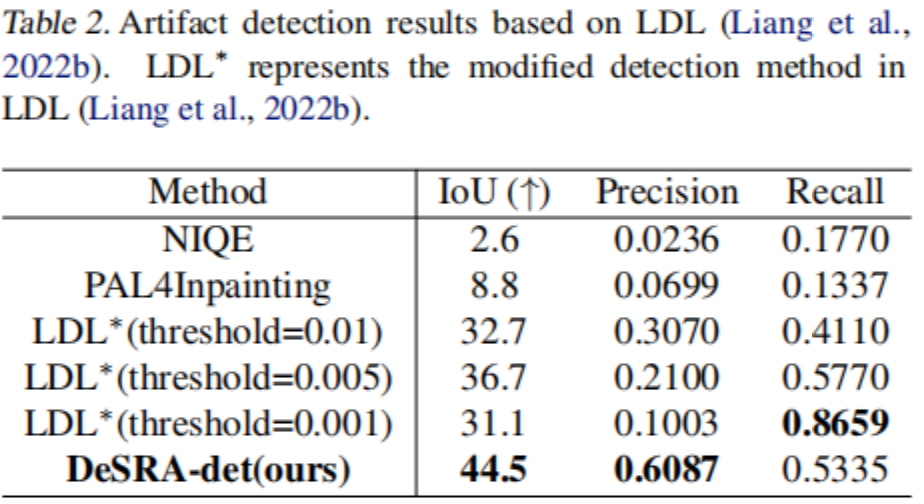 Table 2. Artifact detection results based on LDL (Liang et al.,
2022b). LDL* represents the modified detection method in
LDL (Liang et al., 2022b).
Method IoU (↑) Precision Recall
NIQE 2.6 0.0236 0.1770
PAL4Inpainting 8.8 0.0699 0.1337
LDL*(threshold=0.01) 32.7 0.3070 0.4110
LDL*(threshold=0.005) 36.7 0.2100 0.5770
LDL*(threshold=0.001) 31.1 0.1003 0.8659
DeSRA-det(ours) 44.5 0.6087 0.5335